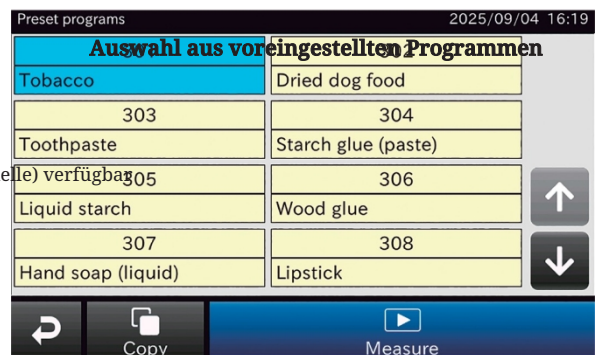 Preset programs 2025/09/04 16:19
Auswahl aus voreingestellten Programmen
Tobacco Dried dog food
303 304
Toothpaste Starch glue (paste)
elle) verfügbar
305 306
Liquid starch Wood glue
307 308
Hand soap (liquid) Lipstick
Copy Measure